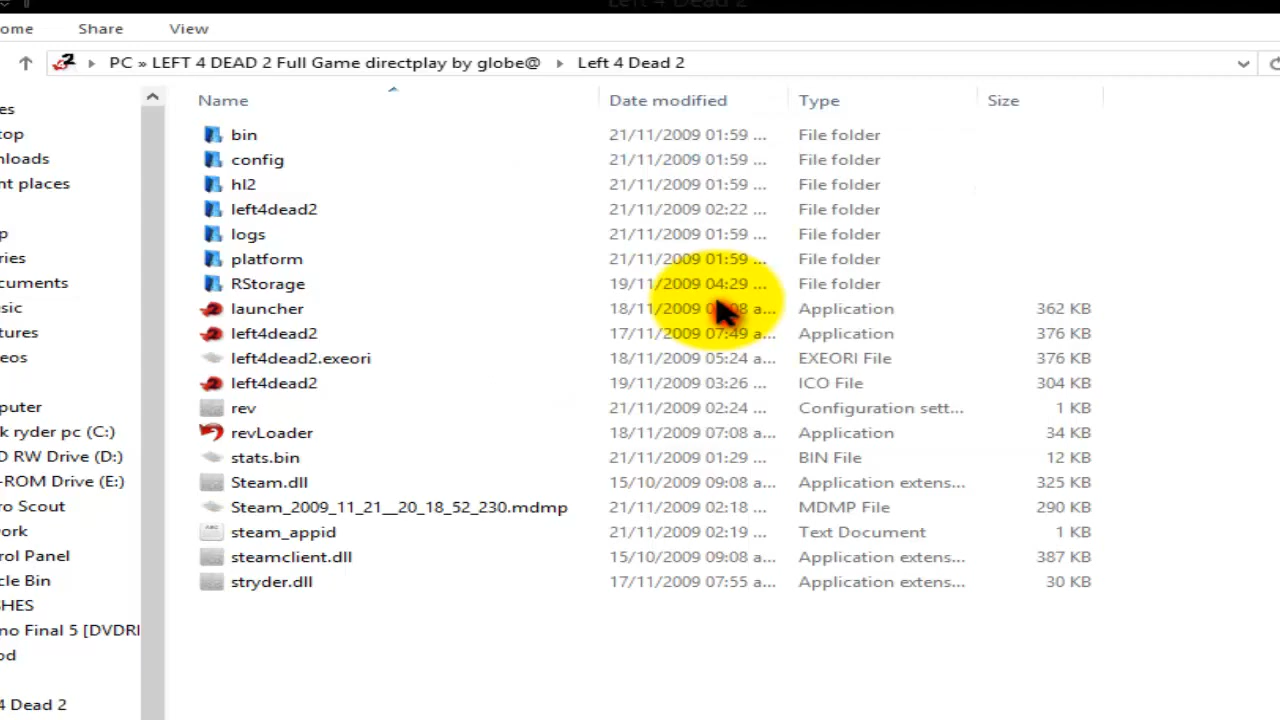 Left 4 Dead 2
ome Share View
PC » LEFT 4 DEAD 2 Full Game directplay by globe@ Left 4 Dead 2
Name Date modified Type Size
es
bin 21/11/2009 01:59 ... File folder
top
config 21/11/2009 01:59 ... File folder
nloads
hl2 21/11/2009 01:59 ... File folder
nt places
left4dead2 21/11/2009 02:22 ... File folder
p
logs 21/11/2009 01:59 ... File folder
ries
platform 21/11/2009 01:59 ... File folder
cuments
RStorage 19/11/2009 04:29 ... File folder
sic
launcher 18/11/2009 08 a... Application 362 KB
tures
left4dead2 17/11/2009 07:49 a... Application 376 KB
eos
left4dead2.exeori 18/11/2009 05:24 a... EXEORI File 376 KB
left4dead2 19/11/2009 03:26 ... ICO File 304 KB
puter
rev 21/11/2009 02:24 ... Configuration sett... 1 KB
k ryder pc (C:)
revLoader 18/11/2009 07:08 a... Application 34 KB
D RW Drive (D:)
stats.bin 21/11/2009 01:29 ... BIN File 12 KB
-ROM Drive (E:)
Steam.dll 15/10/2009 09:08 a... Application extens... 325 KB
ro Scout
Steam_2009_11_21__20_18_52_230.mdmp 21/11/2009 02:18 ... MDMP File 290 KB
ork
steam_appid 21/11/2009 02:19 ... Text Document 1 KB
rol Panel
steamclient.dll 15/10/2009 09:08 a... Application extens... 387 KB
cle Bin
stryder.dll 17/11/2009 07:55 a... Application extens... 30 KB
SHES
no Final 5 [DVDRI
od
4 Dead 2